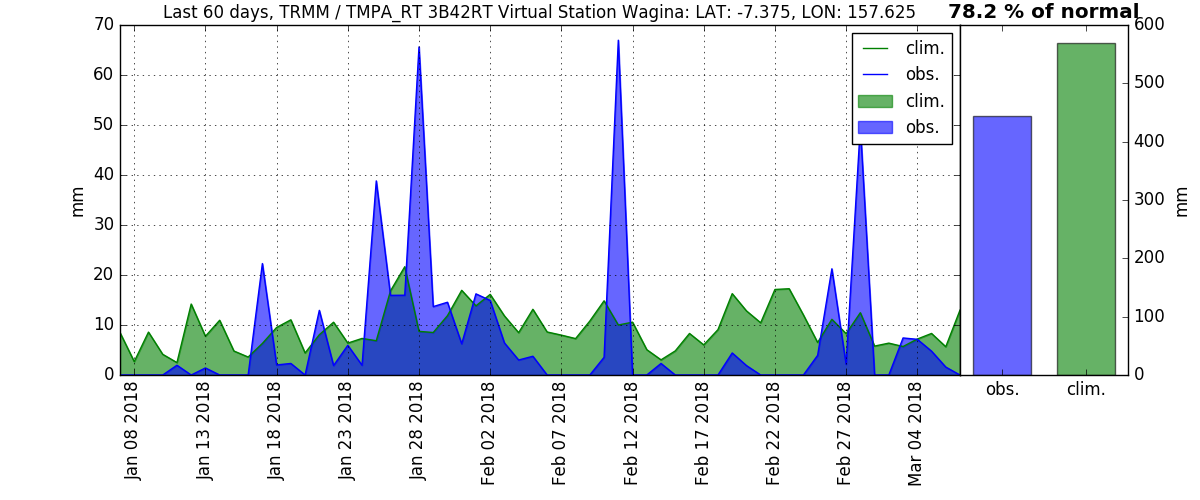 Last 60 days, TRMM / TMPA_RT 3B42RT Virtual Station Wagina: LAT: -7.375, LON: 157.625
78.2 % of normal
70
60
50
40
30
20
10
0
mm
clim.
obs.
clim.
obs.
600
500
400
300
200
100
0
mm
obs.
clim.
Jan 08 2018
Jan 13 2018
Jan 18 2018
Jan 23 2018
Jan 28 2018
Feb 02 2018
Feb 07 2018
Feb 12 2018
Feb 17 2018
Feb 22 2018
Feb 27 2018
Mar 04 2018